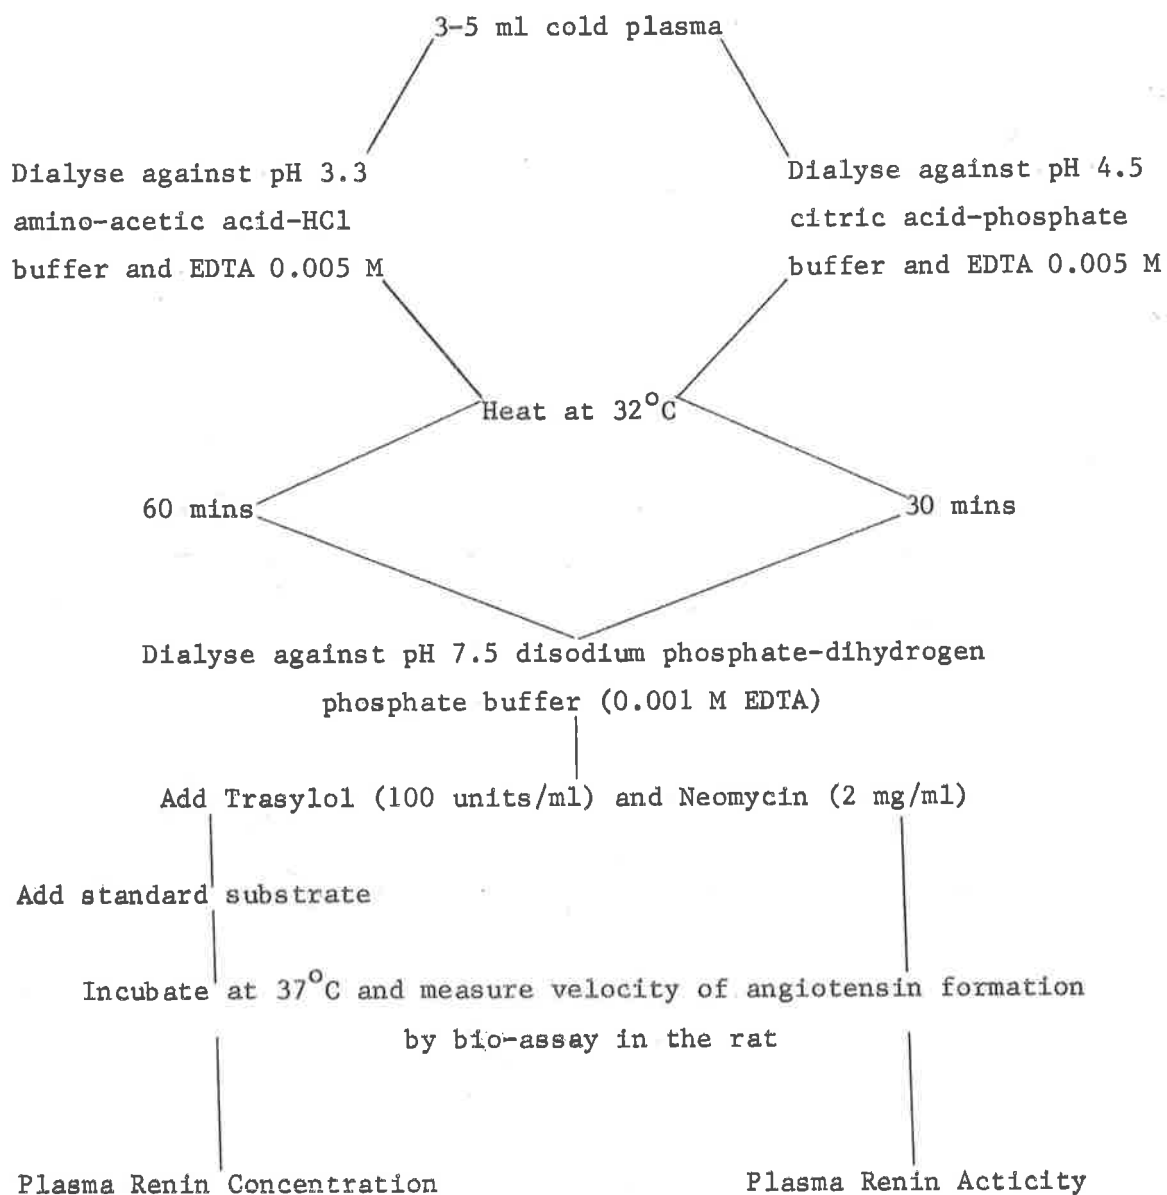 3-5 ml cold plasma
Dialyse against pH 3.3
amino-acetic acid-HCl
buffer and EDTA 0.005 M
Dialyse against pH 4.5
citric acid-phosphate
buffer and EDTA 0.005 M
Heat at 32°C
60 mins
30 mins
Dialyse against pH 7.5 disodium phosphate-dihydrogen
phosphate buffer (0.001 M EDTA)
Add Trasylol (100 units/ml) and Neomycin (2 mg/ml)
Add standard substrate
Incubate at 37°C and measure velocity of angiotensin formation
by bio-assay in the rat
Plasma Renin Concentration
Plasma Renin Acticity